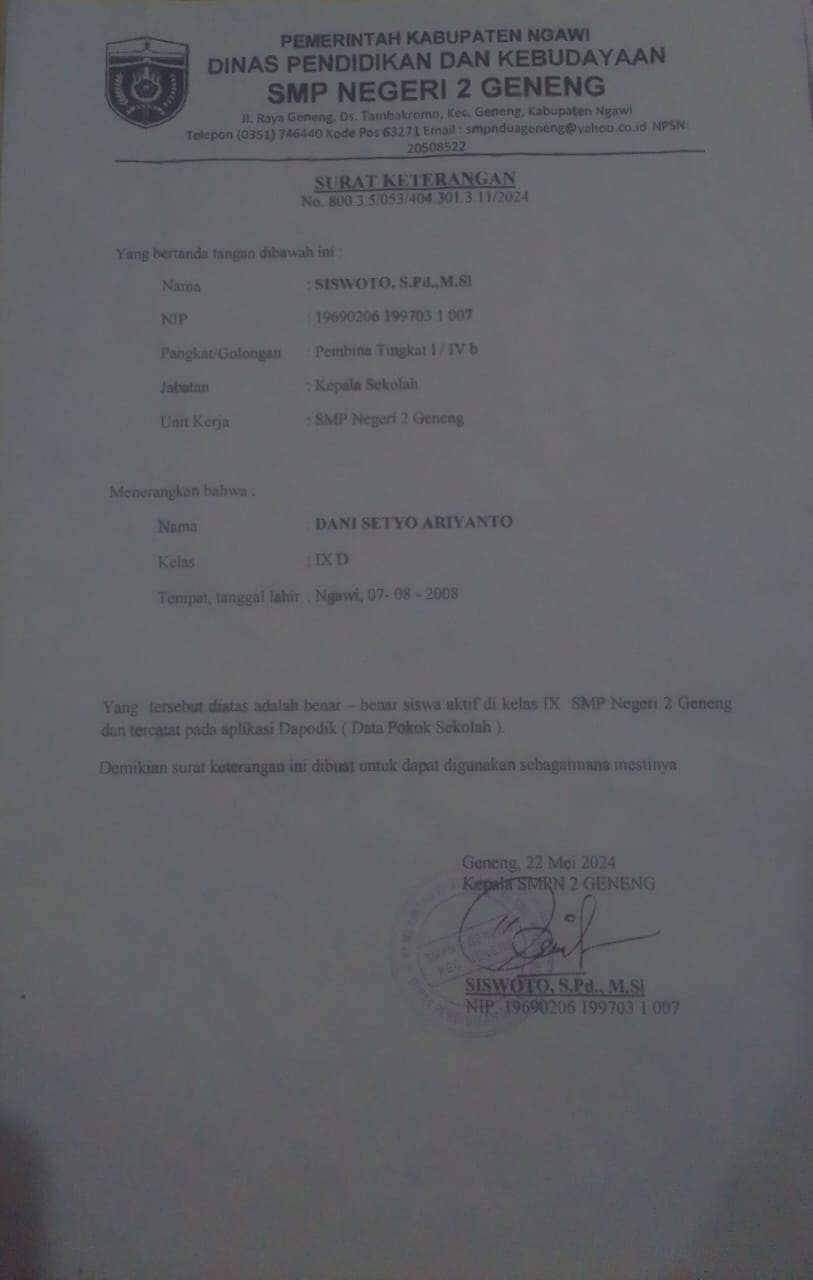 PEMERINTAH KABUPATEN NGAWI
DINAS PENDIDIKAN DAN KEBUDAYAAN
SMP NEGERI 2 GENENG
Jl. Raya Geneng, Ds. Tambakromo, Kec. Geneng, Kabupaten Ngawi
Telepon (0351) 746440 Kode Pos 63271 Email : smpnduageneng@yahoo.co.id NPSN:
20508522
SURAT KETERANGAN
No. 800.3.5/053/404.301.3.11/2024
Yang bertanda tangan dibawah ini :
Nama : SISWOTO, S.Pd.,M.Si
NIP : 19690206 199703 1 007
Pangkat/Golongan : Pembina Tingkat I / IV b
Jabatan : Kepala Sekolah
Unit Kerja : SMP Negeri 2 Geneng
Menerangkan bahwa :
Nama : DANI SETYO ARIYANTO
Kelas : IX D
Tempat, tanggal lahir : Ngawi, 07- 08 - 2008
Yang tersebut diatas adalah benar – benar siswa aktif di kelas IX SMP Negeri 2 Geneng
dan tercatat pada aplikasi Dapodik ( Data Pokok Sekolah ).
Demikian surat keterangan ini dibuat untuk dapat digunakan sebagaimana mestinya.
Geneng, 22 Mei 2024
Kepala SMPN 2 GENENG
SISWOTO, S.Pd., M.Si
NIP. 19690206 199703 1 007